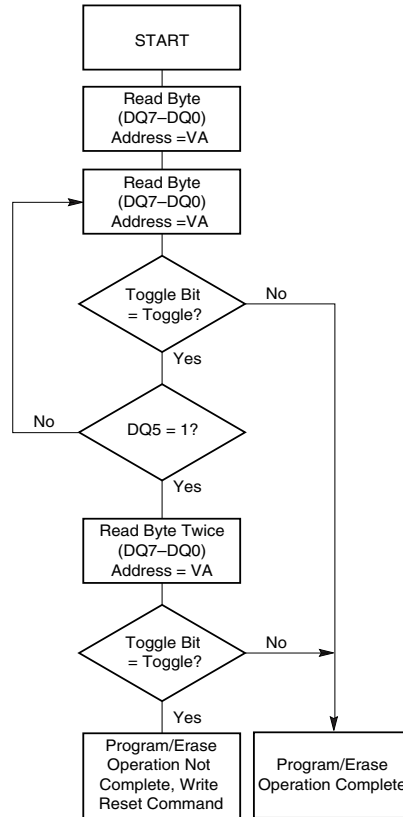 START
Read Byte
(DQ7–DQ0)
Address =VA
Read Byte
(DQ7–DQ0)
Address =VA
Toggle Bit
= Toggle?
No
Yes
No
DQ5 = 1?
Yes
Read Byte Twice
(DQ7–DQ0)
Address = VA
Toggle Bit
= Toggle?
No
Yes
Program/Erase
Operation Not
Complete, Write
Reset Command
Program/Erase
Operation Complete